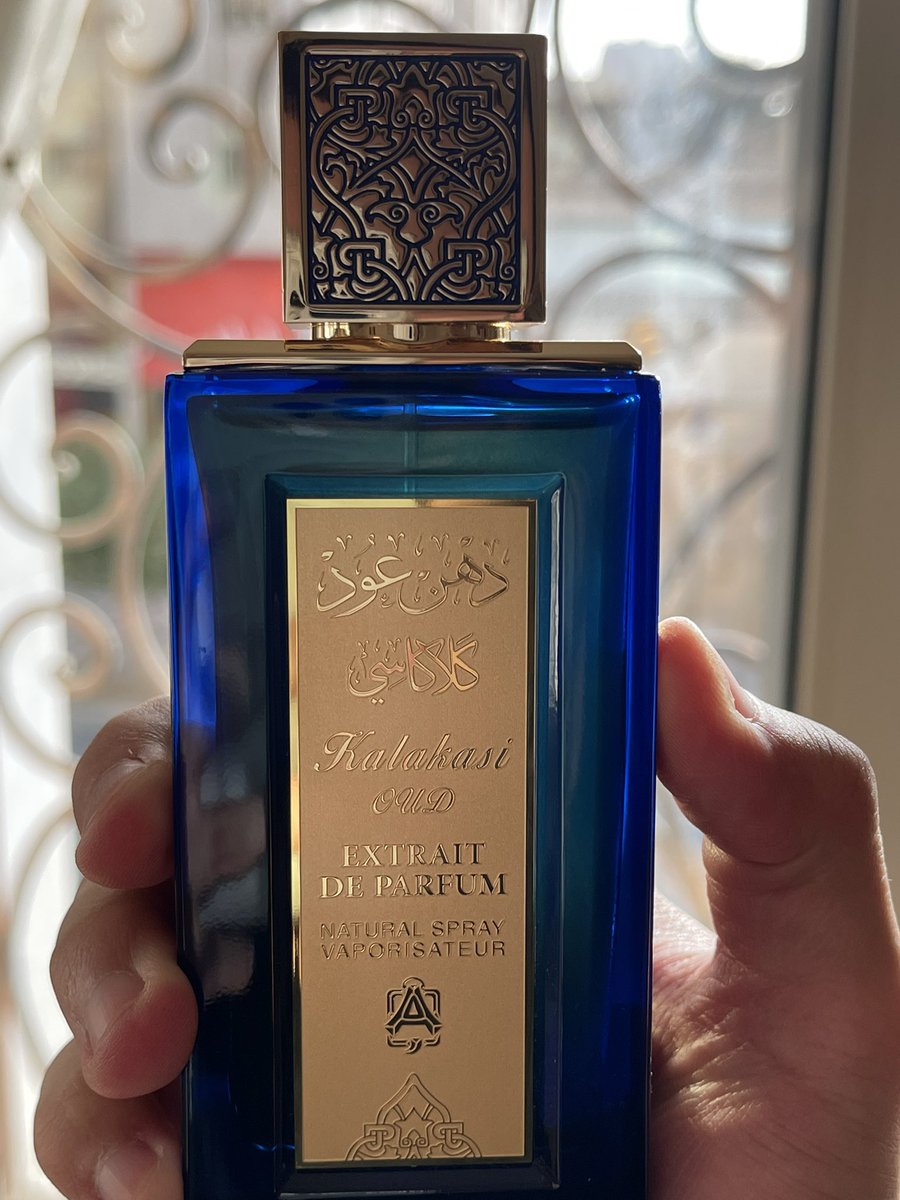 دهن عود
كلاكاسي
Kalakasi
OUD
EXTRAIT
DE PARFUM
NATURAL SPRAY
VAPORISATEUR
A